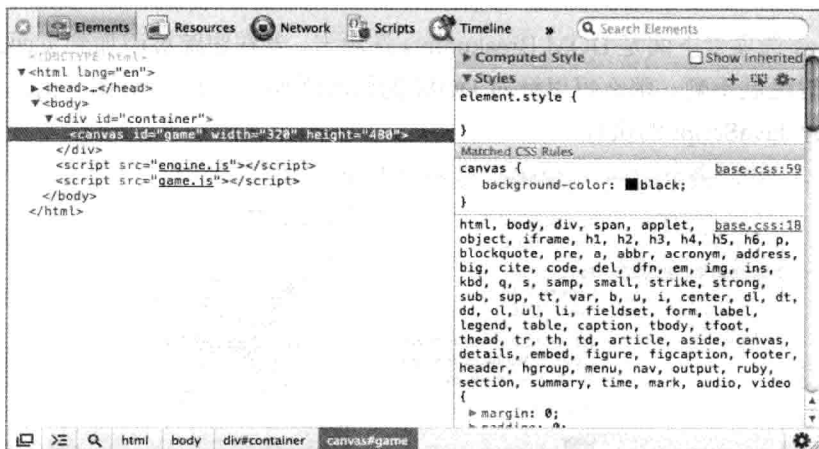 Elements Resources Network Scripts Timeline » Search Elements
<!DOCTYPE html>
▼<html lang="en">
▶<head>…</head>
▼<body>
▼<div id="container">
<canvas id="game" width="320" height="480">
</div>
<script src="engine.js"></script>
<script src="game.js"></script>
</body>
</html>
▶ Computed Style Show inherited
▼ Styles
element.style {
}
Matched CSS Rules
canvas { base.css:59
background-color: black;
}
html, body, div, span, applet, base.css:18
object, iframe, h1, h2, h3, h4, h5, h6, p,
blockquote, pre, a, abbr, acronym, address,
big, cite, code, del, dfn, em, img, ins,
kbd, q, s, samp, small, strike, strong,
sub, sup, tt, var, b, u, i, center, dl, dt,
dd, ol, ul, li, fieldset, form, label,
legend, table, caption, tbody, tfoot,
thead, tr, th, td, article, aside, canvas,
details, embed, figure, figcaption, footer,
header, hgroup, menu, nav, output, ruby,
section, summary, time, mark, audio, video
{
▶ margin: 0;
▶ padding: 0;
html body div#container canvas#game